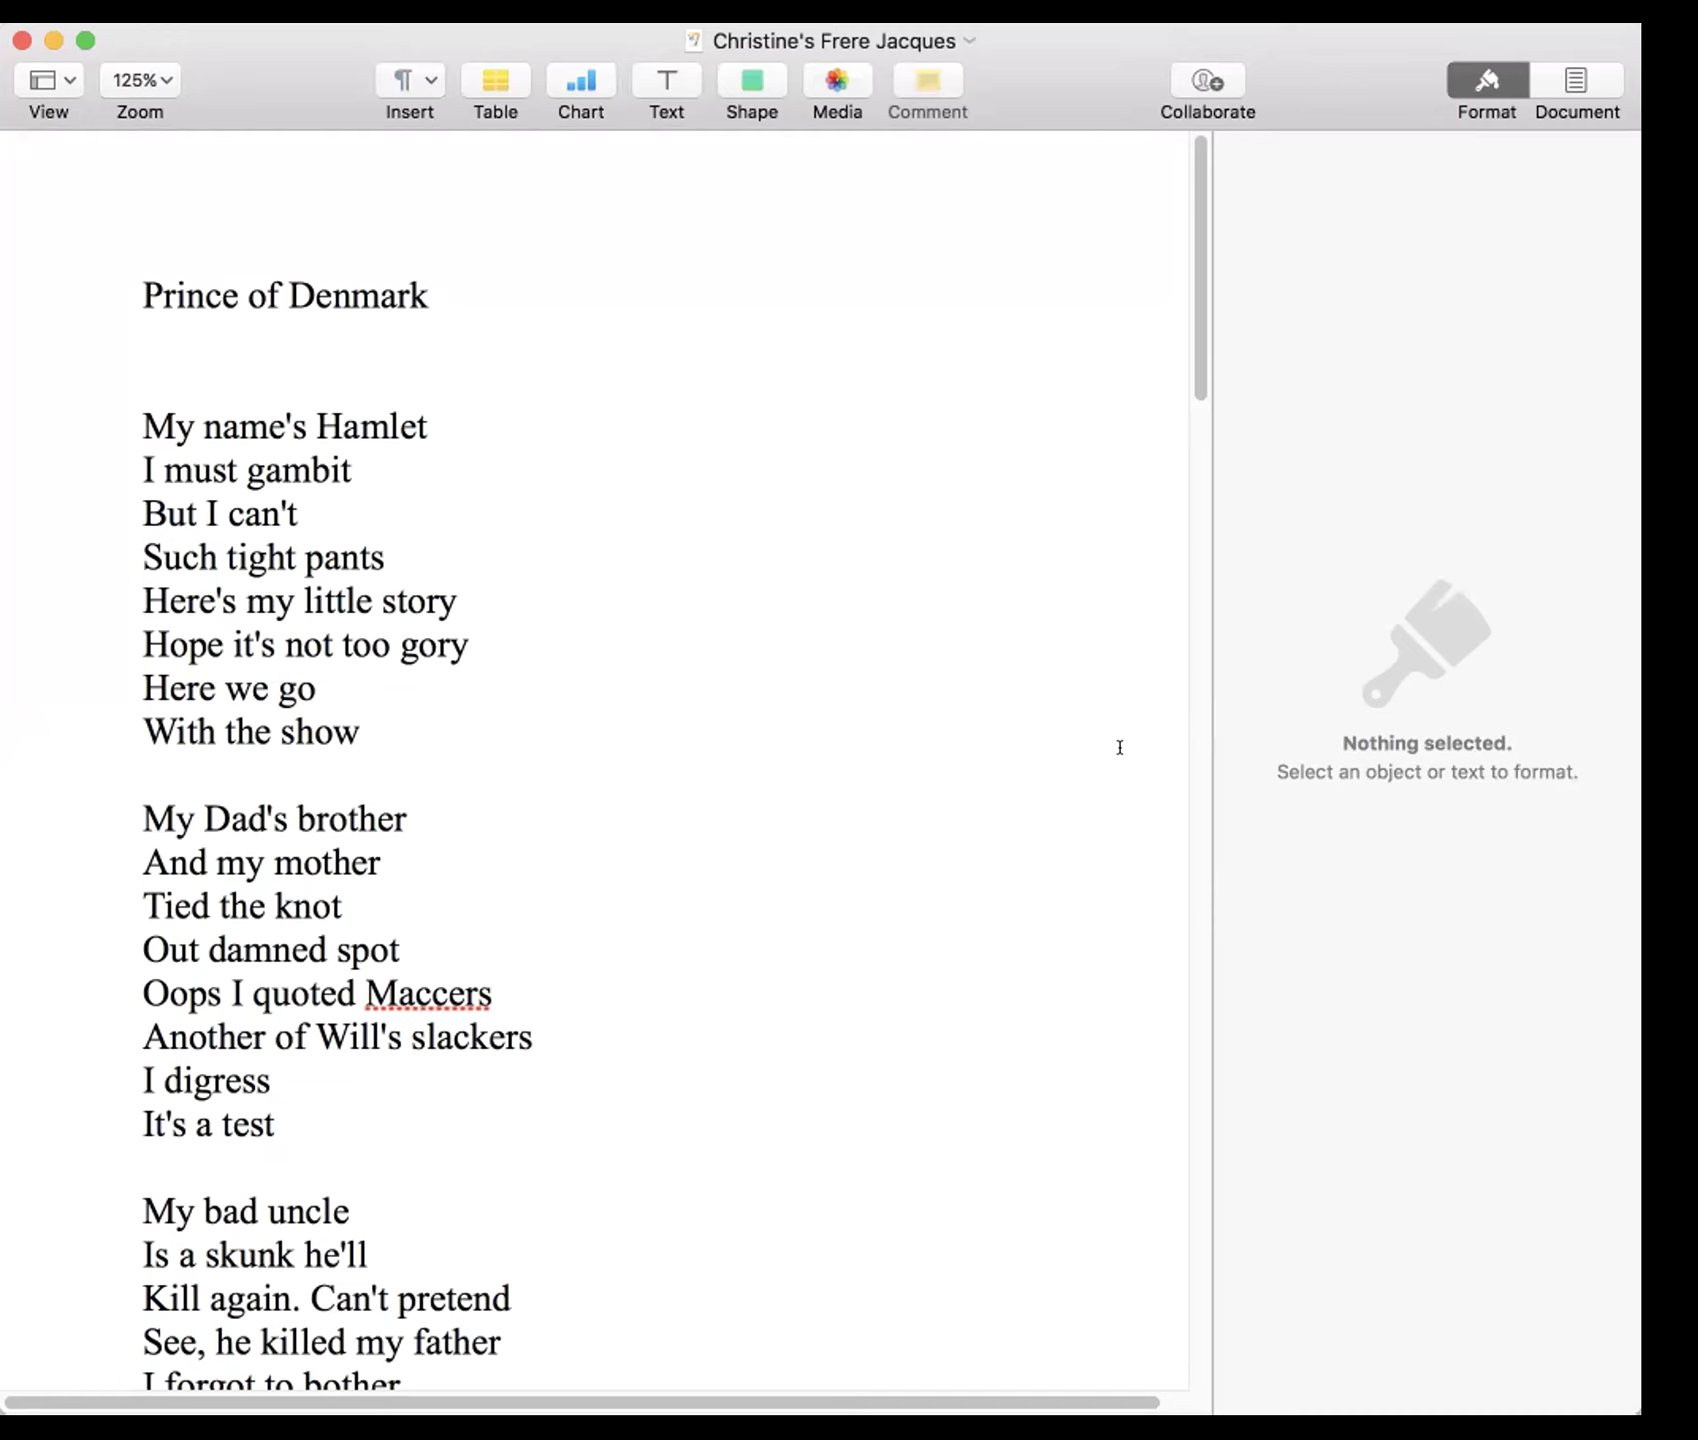 Christine's Frere Jacques
125%
View
Zoom
Insert
Table
Chart
Text
Shape
Media
Comment
Collaborate
Format
Document
Prince of Denmark
My name's Hamlet
I must gambit
But I can't
Such tight pants
Here's my little story
Hope it's not too gory
Here we go
With the show
My Dad's brother
And my mother
Tied the knot
Out damned spot
Oops I quoted Maccers
Another of Will's slackers
I digress
It's a test
My bad uncle
Is a skunk he'll
Kill again. Can't pretend
See, he killed my father
I forgot to bother
Nothing selected.
Select an object or text to format.